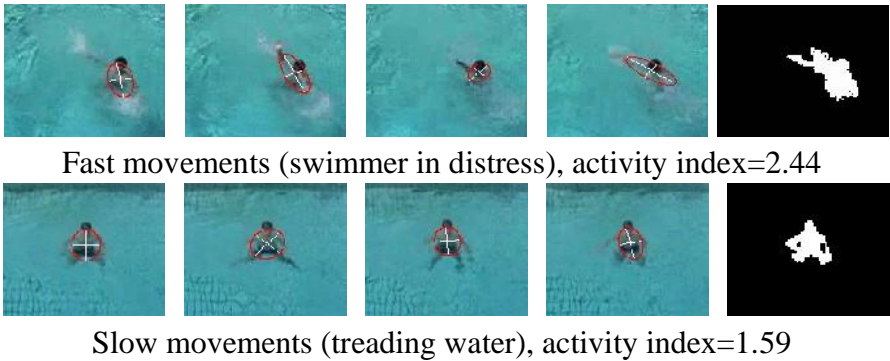 Fast movements (swimmer in distress), activity index=2.44
Slow movements (treading water), activity index=1.59